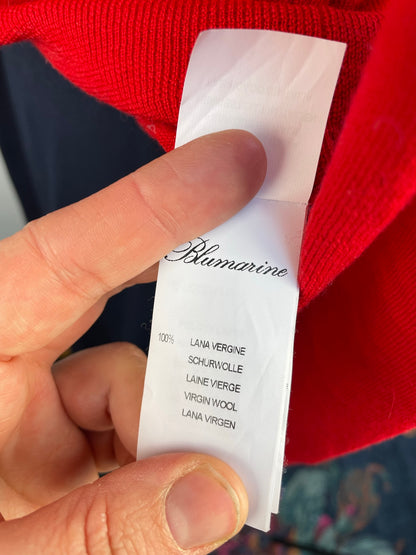 Blumarine
100% LANA VERGINE
SCHURWOLLE
LAINE VIERGE
VIRGIN WOOL
LANA VIRGEN